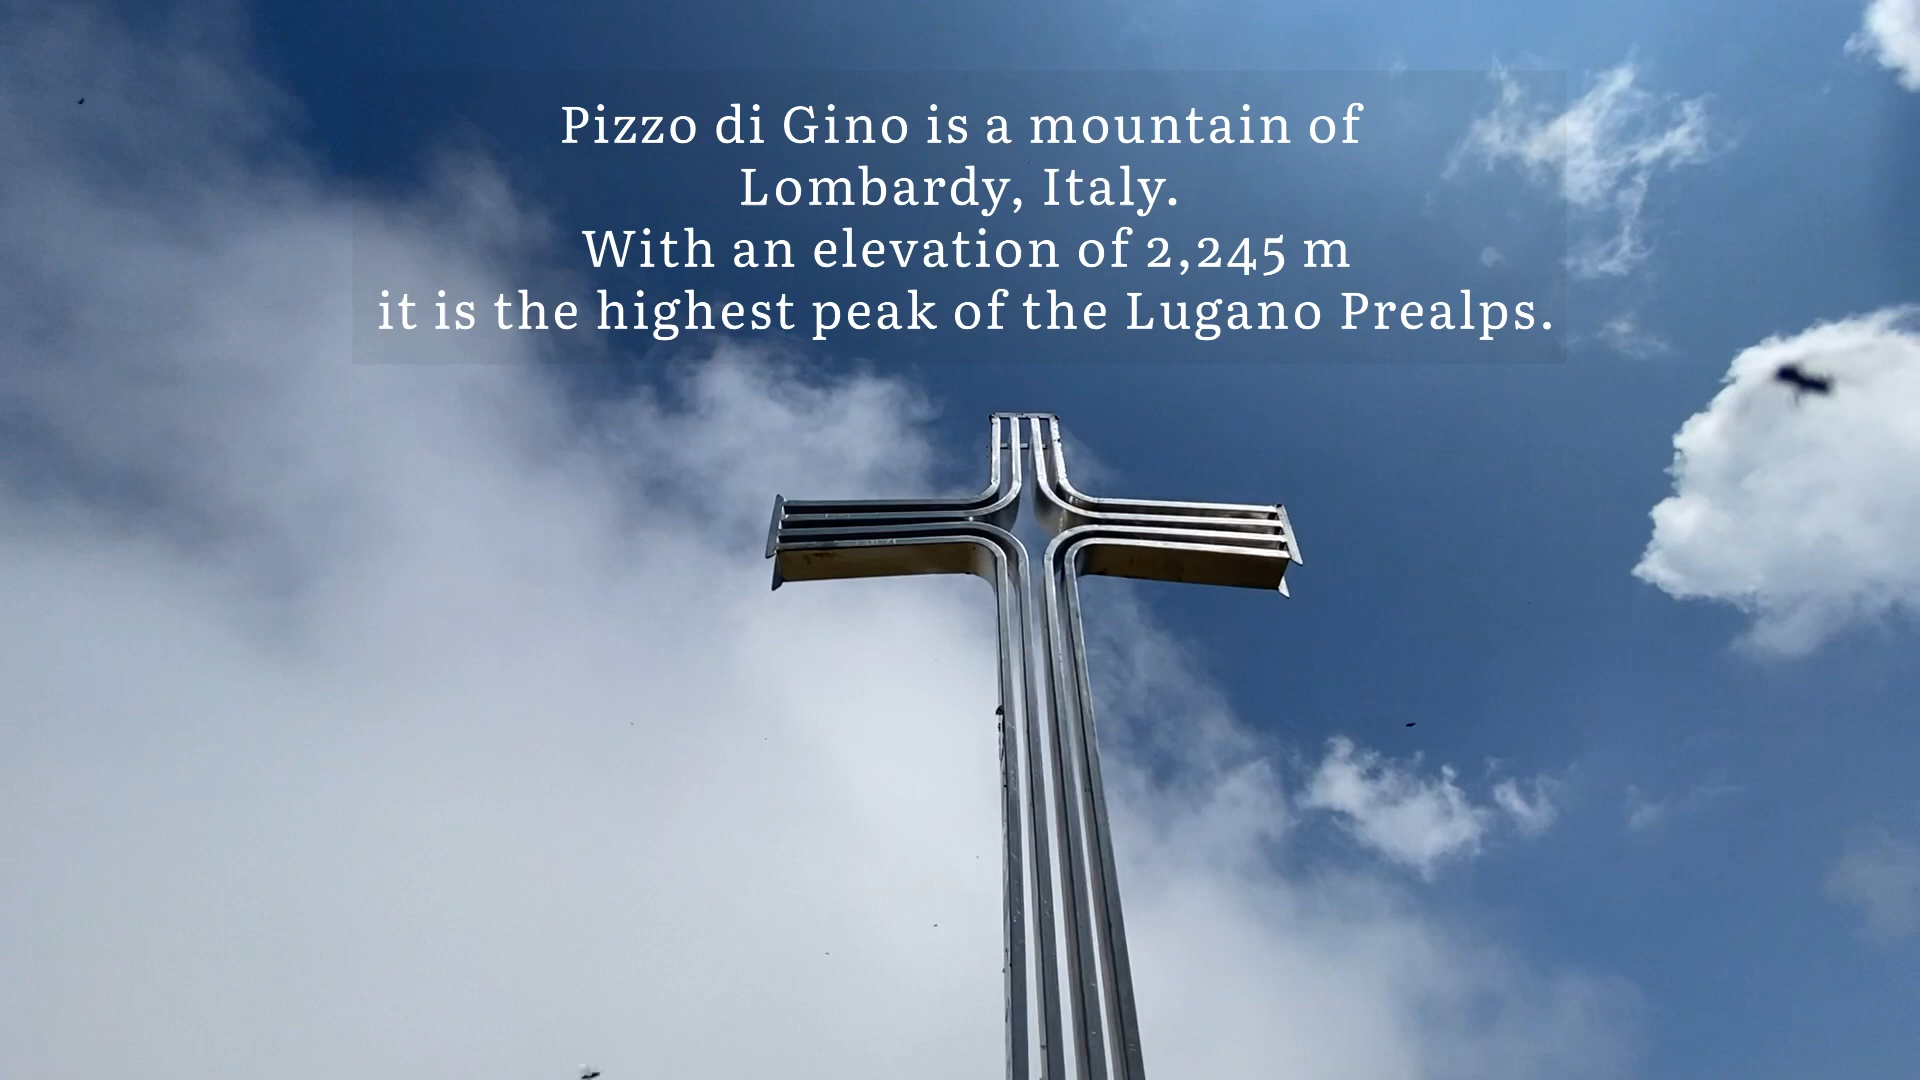 Pizzo di Gino is a mountain of
Lombardy, Italy.
With an elevation of 2,245 m
it is the highest peak of the Lugano Prealps.